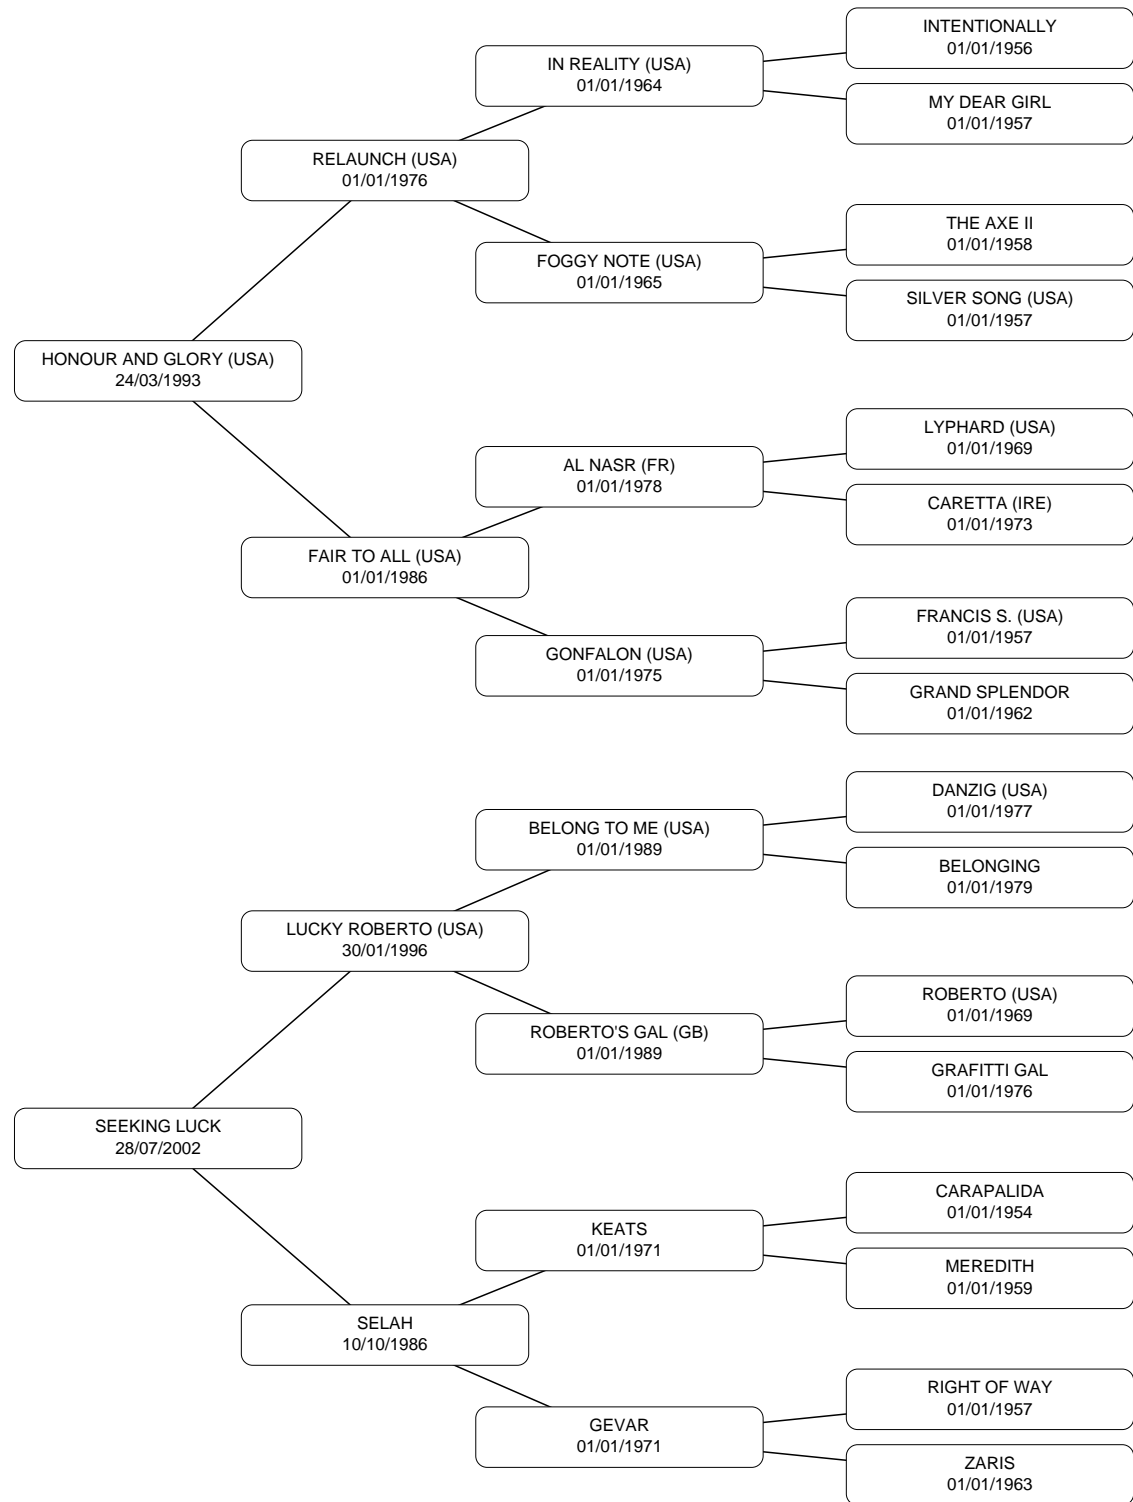 INTENTIONALLY
01/01/1956
IN REALITY (USA)
01/01/1964
MY DEAR GIRL
01/01/1957
RELAUNCH (USA)
01/01/1976
THE AXE II
01/01/1958
FOGGY NOTE (USA)
01/01/1965
SILVER SONG (USA)
01/01/1957
HONOUR AND GLORY (USA)
24/03/1993
LYPHARD (USA)
01/01/1969
AL NASR (FR)
01/01/1978
CARETTA (IRE)
01/01/1973
FAIR TO ALL (USA)
01/01/1986
FRANCIS S. (USA)
01/01/1957
GONFALON (USA)
01/01/1975
GRAND SPLENDOR
01/01/1962
DANZIG (USA)
01/01/1977
BELONG TO ME (USA)
01/01/1989
BELONGING
01/01/1979
LUCKY ROBERTO (USA)
30/01/1996
ROBERTO (USA)
01/01/1969
ROBERTO'S GAL (GB)
01/01/1989
GRAFITTI GAL
01/01/1976
SEEKING LUCK
28/07/2002
CARAPALIDA
01/01/1954
KEATS
01/01/1971
MEREDITH
01/01/1959
SELAH
10/10/1986
RIGHT OF WAY
01/01/1957
GEVAR
01/01/1971
ZARIS
01/01/1963